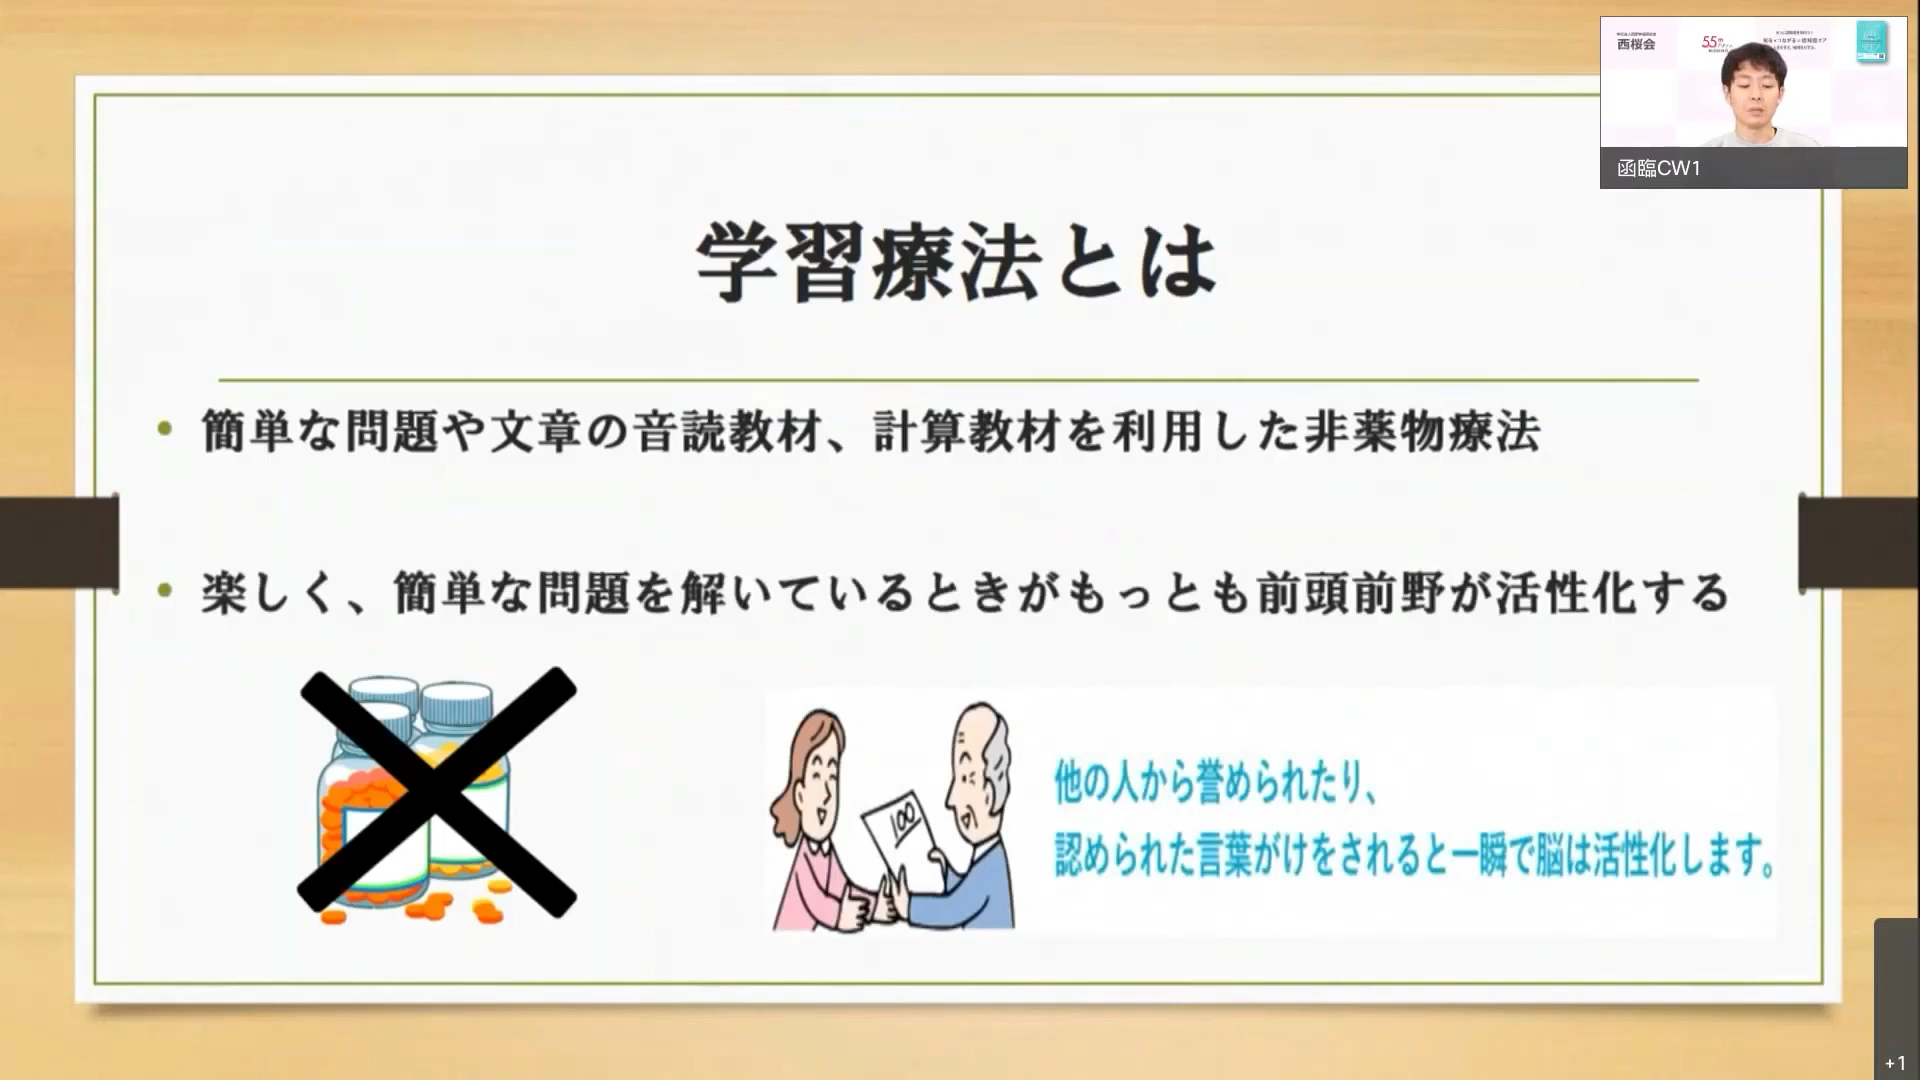 西桜会
55th
函臨CW1
学習療法とは
• 簡単な問題や文章の音読教材、計算教材を利用した非薬物療法
• 楽しく、簡単な問題を解いているときがもっとも前頭前野が活性化する
100
他の人から誉められたり、
認められた言葉がけをされると一瞬で脳は活性化します。
+1